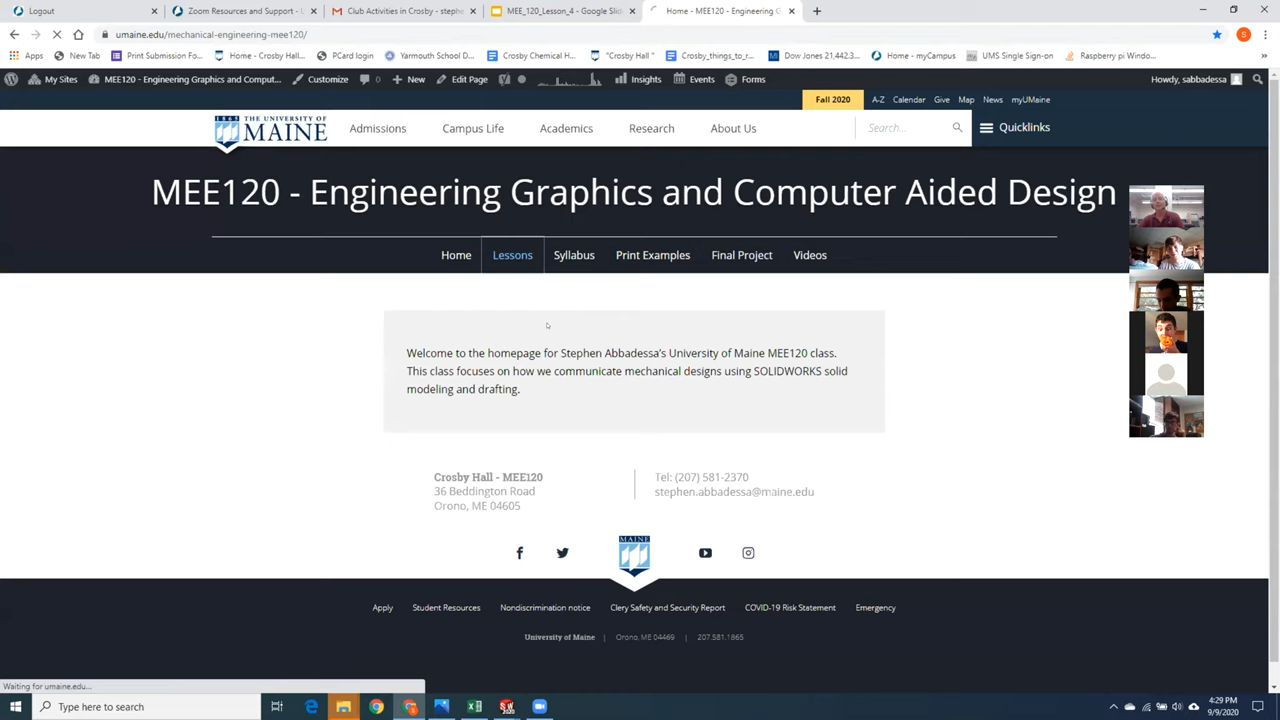 Logout
Zoom Resources and Support - U
Club Activities in Crosby - steph
MEE_120_Lesson_4 - Google Slid
Home - MEE120 - Engineering G
umaine.edu/mechanical-engineering-mee120/
S
Apps
New Tab
Print Submission Fo...
Home - Crosby Hall...
PCard login
Yarmouth School D...
Crosby Chemical H...
"Crosby Hall "
Crosby_things_to_r...
Dow Jones 21,442.3...
Home - myCampus
UMS Single Sign-on
Raspberry pi Windo...
My Sites
MEE120 - Engineering Graphics and Comput...
Customize
0
New
Edit Page
Insights
Events
Forms
Howdy, sabbadessa
Fall 2020
A-Z
Calendar
Give
Map
News
myUMaine
1865
THE UNIVERSITY OF
MAINE
Admissions
Campus Life
Academics
Research
About Us
Search...
Quicklinks
MEE120 - Engineering Graphics and Computer Aided Design
Home
Lessons
Syllabus
Print Examples
Final Project
Videos
Welcome to the homepage for Stephen Abbadessa's University of Maine MEE120 class.
This class focuses on how we communicate mechanical designs using SOLIDWORKS solid
modeling and drafting.
Crosby Hall - MEE120
36 Beddington Road
Orono, ME 04605
Tel: (207) 581-2370
stephen.abbadessa@maine.edu
MAINE
Apply
Student Resources
Nondiscrimination notice
Clery Safety and Security Report
COVID-19 Risk Statement
Emergency
University of Maine | Orono, ME 04469 | 207.581.1865
Waiting for umaine.edu...
Type here to search
4:29 PM
9/9/2020